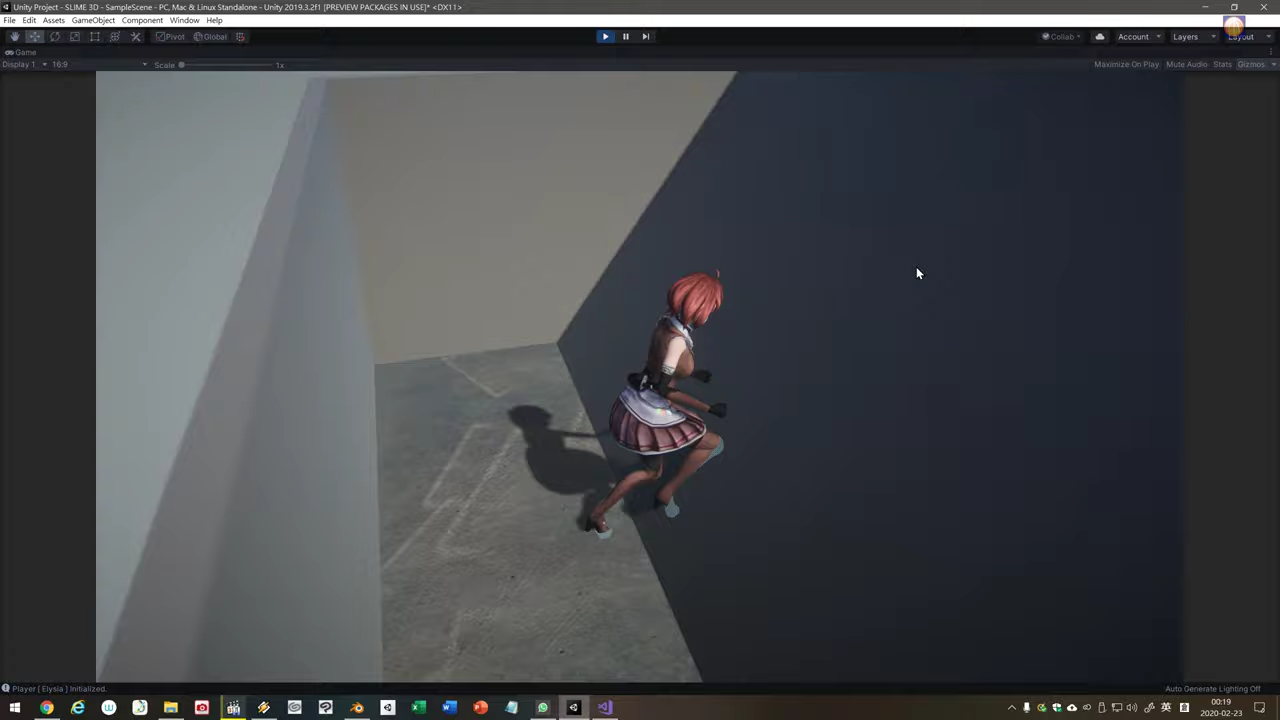 Unity Project - SLIME 3D - SampleScene - PC, Mac & Linux Standalone - Unity 2019.3.2f1 [PREVIEW PACKAGES IN USE]* <DX11>
File Edit Assets GameObject Component Window Help
Pivot Global Collab Account Layers Layout
Game
Display 1 16:9 Scale 1x Maximize On Play Mute Audio Stats Gizmos
Player [ Elysia ] Initialized.
Auto Generate Lighting Off
英
00:19
2020-02-23